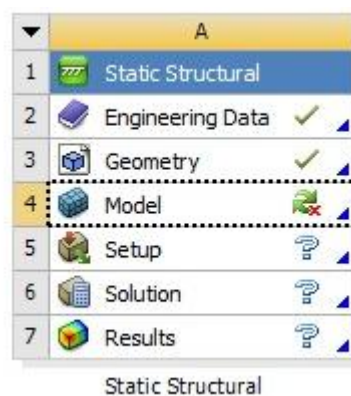 A
1 Static Structural
2 Engineering Data
3 Geometry
4 Model
5 Setup ?
6 Solution ?
7 Results ?
Static Structural